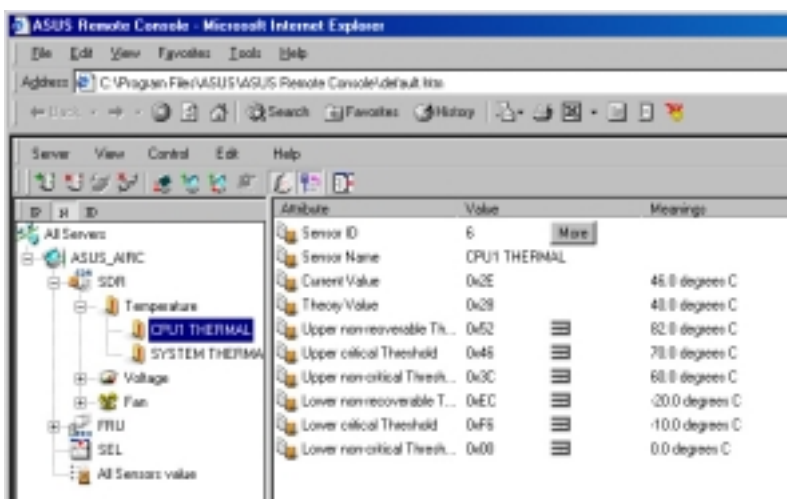 ASUS Remote Console - Microsoft Internet Explorer
File Edit View Favorites Tools Help
Address C:\Program Files\ASUS\ASUS Remote Console\default.htm
Back Search Favorites History
Server View Control Edit Help
Attribute Value Meanings
All Servers
ASUS_AIRC
SDR
Temperature
CPU1 THERMAL
SYSTEM THERMA
Voltage
Fan
FRU
SEL
All Sensors value
Sensor ID 6 More
Sensor Name CPU1 THERMAL
Current Value 0x2E 46.0 degrees C
Theory Value 0x28 40.0 degrees C
Upper non-recoverable Th... 0x52 82.0 degrees C
Upper critical Threshold 0x46 70.0 degrees C
Upper non-critical Thresh... 0x3C 60.0 degrees C
Lower non-recoverable T... 0xEC -20.0 degrees C
Lower critical Threshold 0xF6 -10.0 degrees C
Lower non-critical Thresh... 0x00 0.0 degrees C